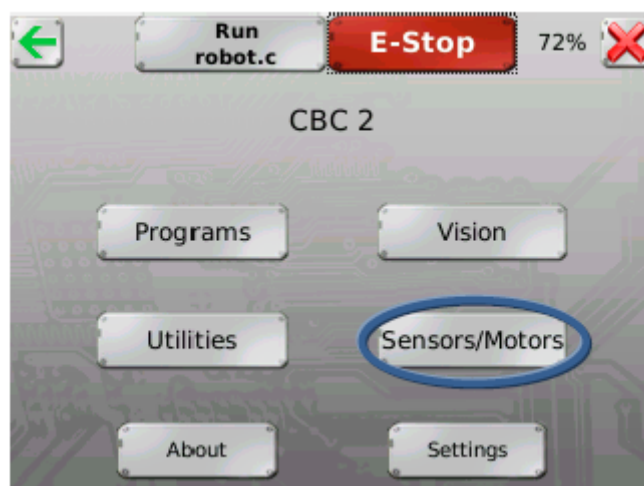 Run
robot.c
E-Stop
72%
CBC 2
Programs
Vision
Utilities
Sensors/Motors
About
Settings